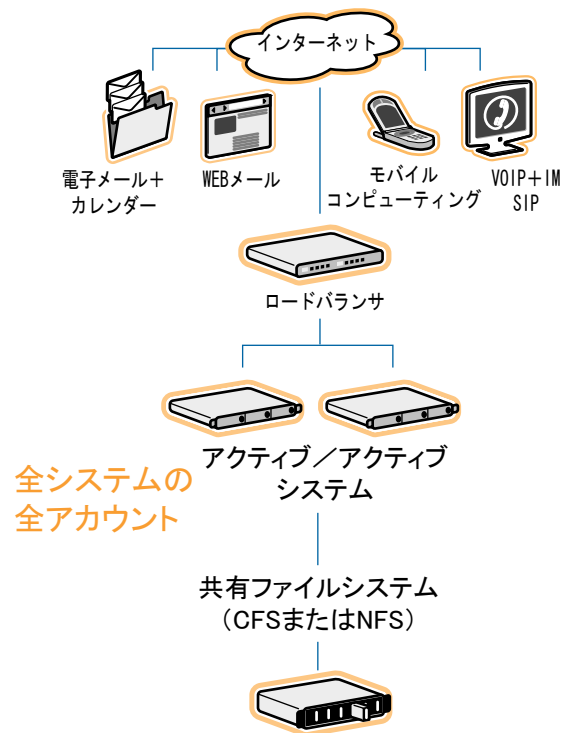 インターネット
電子メール＋
カレンダー
WEBメール
モバイル
コンピューティング
VOIP＋IM
SIP
ロードバランサ
アクティブ／アクティブ
システム
全システムの
全アカウント
共有ファイルシステム
（CFSまたはNFS）